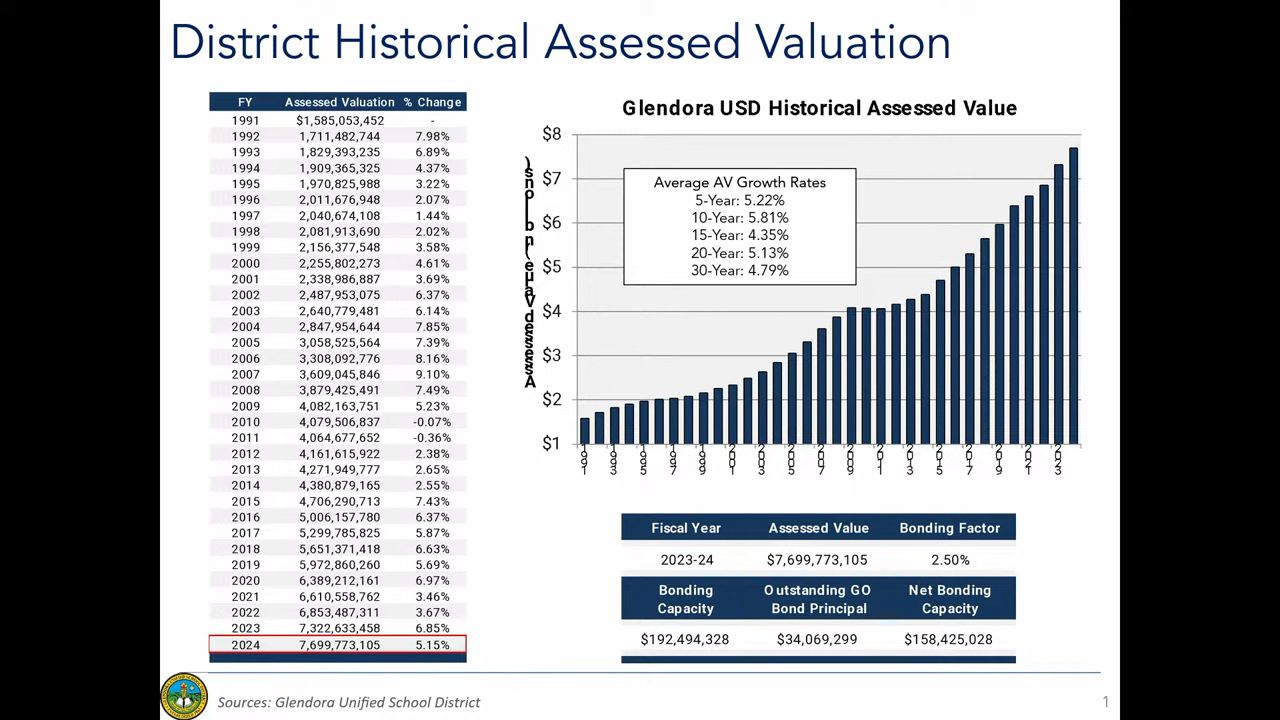 District Historical Assessed Valuation
FY Assessed Valuation % Change
1991 $1,585,053,452 -
1992 1,711,482,744 7.98%
1993 1,829,393,235 6.89%
1994 1,909,365,325 4.37%
1995 1,970,825,988 3.22%
1996 2,011,676,948 2.07%
1997 2,040,674,108 1.44%
1998 2,081,913,690 2.02%
1999 2,156,377,548 3.58%
2000 2,255,802,273 4.61%
2001 2,338,986,887 3.69%
2002 2,487,953,075 6.37%
2003 2,640,779,481 6.14%
2004 2,847,954,644 7.85%
2005 3,058,525,564 7.39%
2006 3,308,092,776 8.16%
2007 3,609,045,846 9.10%
2008 3,879,425,491 7.49%
2009 4,082,163,751 5.23%
2010 4,079,506,837 -0.07%
2011 4,064,677,652 -0.36%
2012 4,161,615,922 2.38%
2013 4,271,949,777 2.65%
2014 4,380,879,165 2.55%
2015 4,706,290,713 7.43%
2016 5,006,157,780 6.37%
2017 5,299,785,825 5.87%
2018 5,651,371,418 6.63%
2019 5,972,860,260 5.69%
2020 6,389,212,161 6.97%
2021 6,610,558,762 3.46%
2022 6,853,487,311 3.67%
2023 7,322,633,458 6.85%
2024 7,699,773,105 5.15%
Glendora USD Historical Assessed Value
$8
$7
$6
$5
$4
$3
$2
$1
Average AV Growth Rates
5-Year: 5.22%
10-Year: 5.81%
15-Year: 4.35%
20-Year: 5.13%
30-Year: 4.79%
Fiscal Year Assessed Value Bonding Factor
2023-24 $7,699,773,105 2.50%
Bonding Outstanding GO Net Bonding
Capacity Bond Principal Capacity
$192,494,328 $34,069,299 $158,425,028
Sources: Glendora Unified School District
1